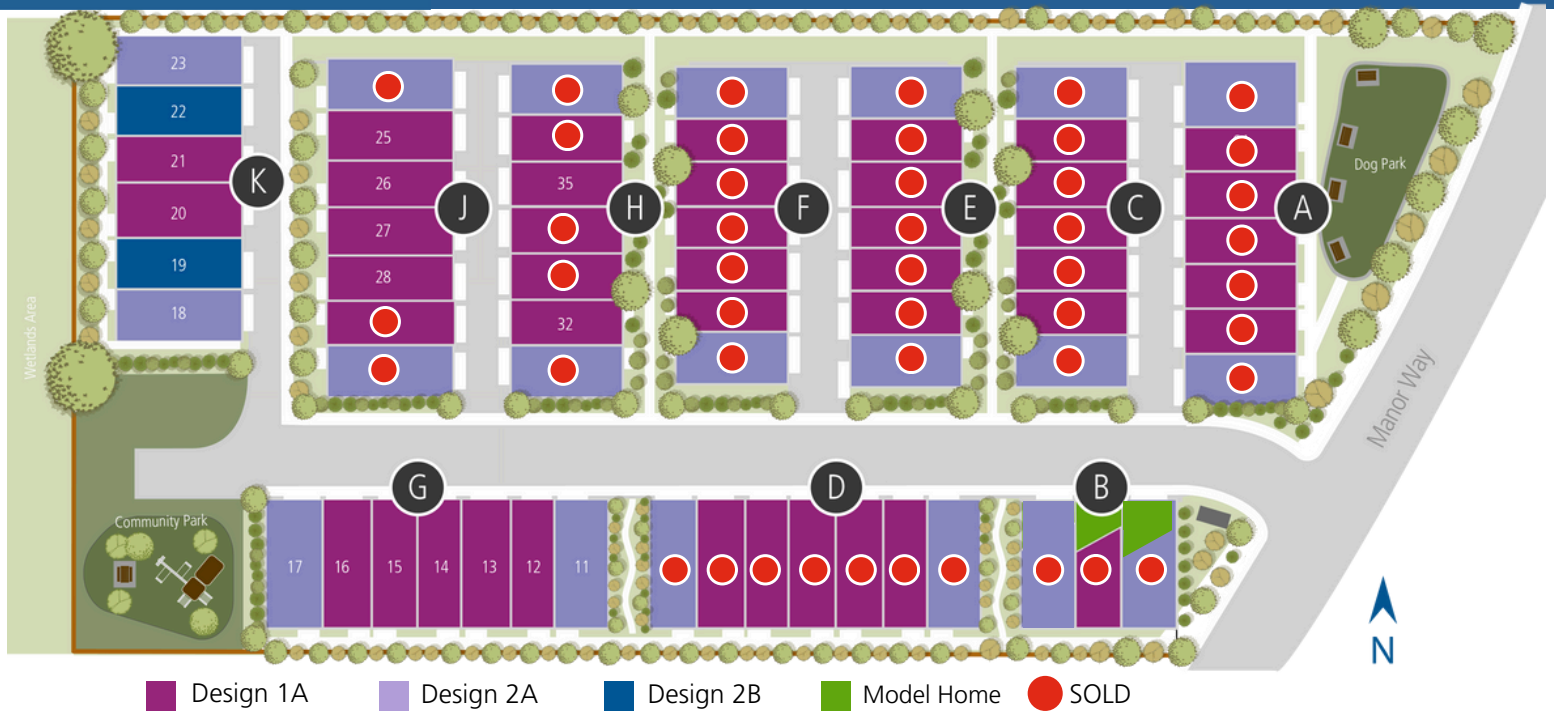 23
22
21
20
19
18
K
25
26
27
28
J
35
32
H
F
E
C
A
Dog Park
Wetlands Area
Manor Way
G
D
B
Community Park
17
16
15
14
13
12
11
N
Design 1A
Design 2A
Design 2B
Model Home
SOLD